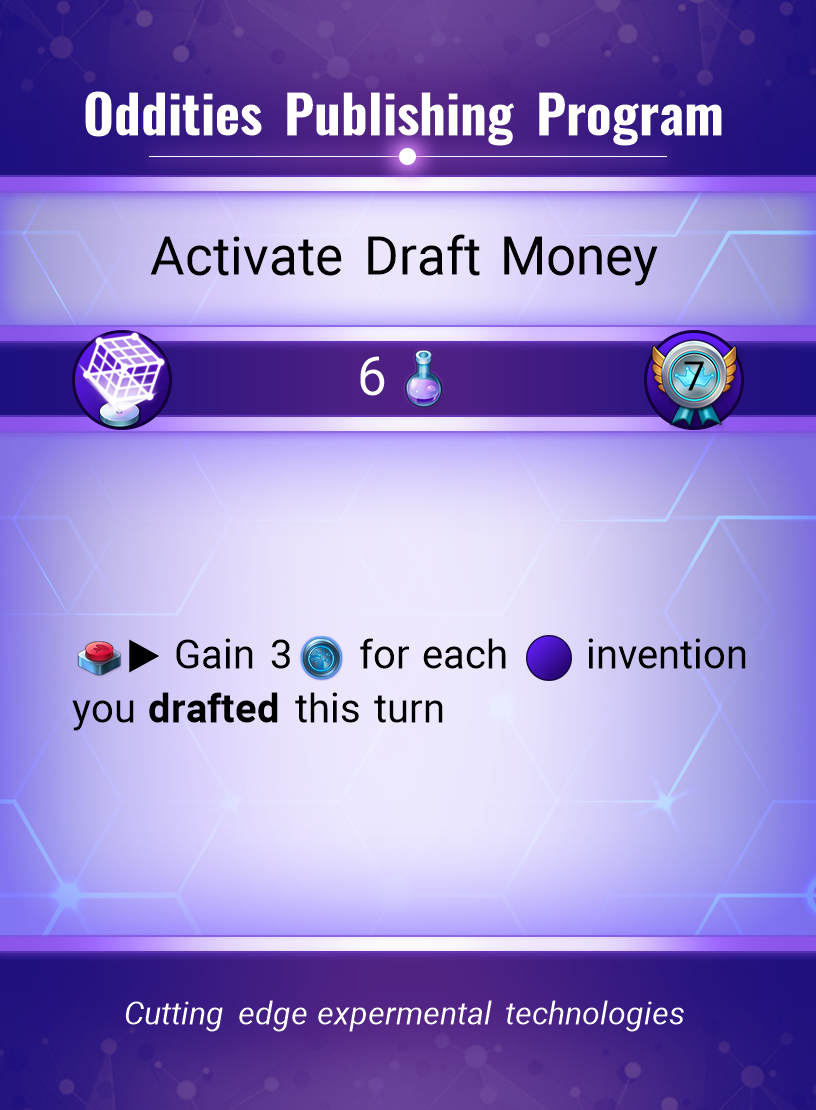 Oddities Publishing Program
Activate Draft Money
6
7
▶ Gain 3 for each invention
you drafted this turn
Cutting edge expermental technologies